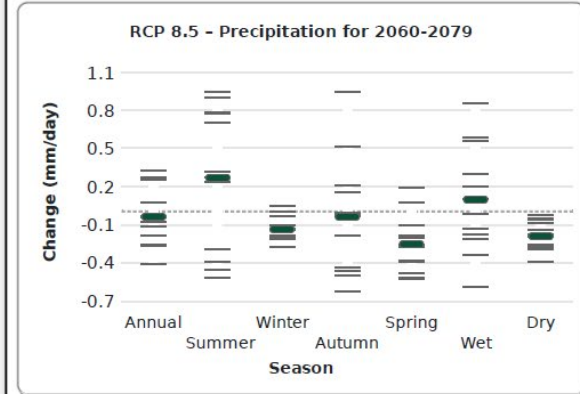 RCP 8.5 – Precipitation for 2060-2079
Change (mm/day)
1.1
0.8
0.5
0.2
-0.1
-0.4
-0.7
Annual Winter Spring Dry
Summer Autumn Wet
Season